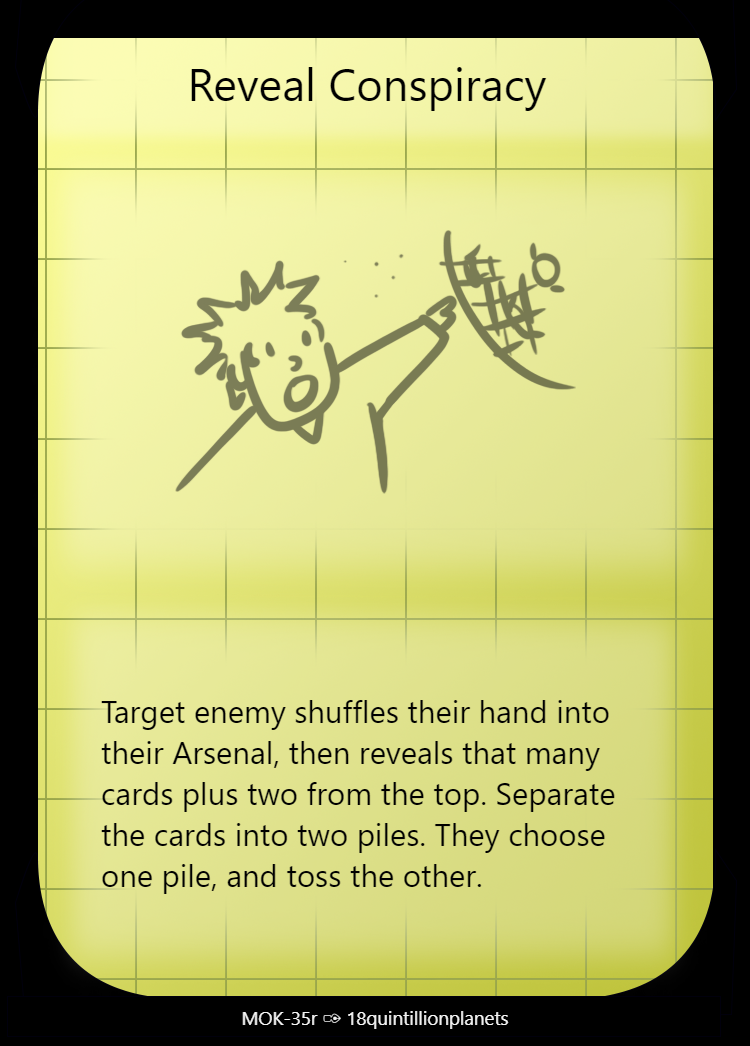 Reveal Conspiracy
Target enemy shuffles their hand into
their Arsenal, then reveals that many
cards plus two from the top. Separate
the cards into two piles. They choose
one pile, and toss the other.
MOK-35r ➩ 18quintillionplanets